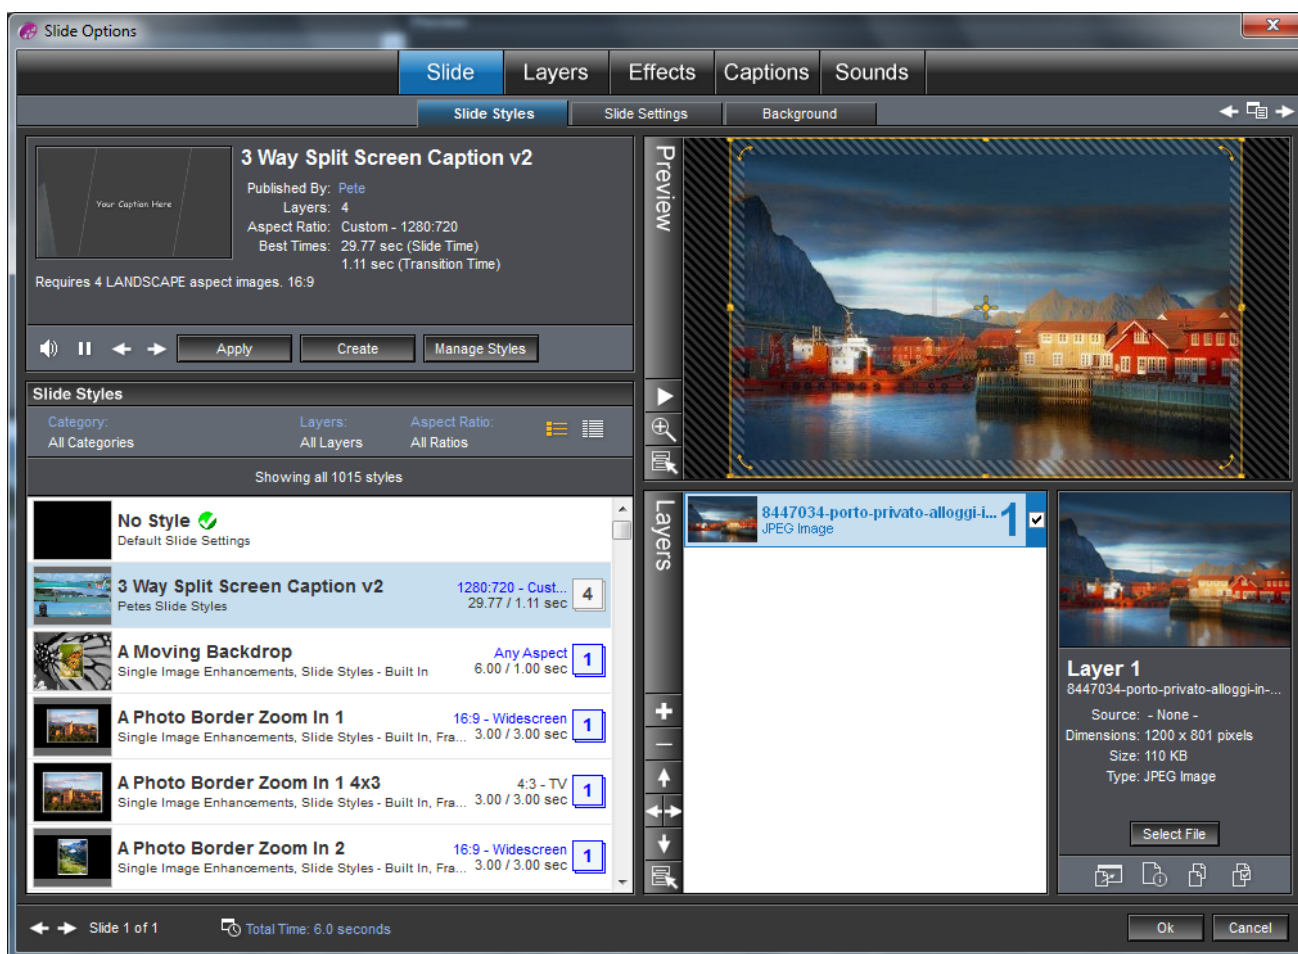 Slide Options
Slide
Layers
Effects
Captions
Sounds
Slide Styles
Slide Settings
Background
Your Caption Here
3 Way Split Screen Caption v2
Published By: Pete
Layers: 4
Aspect Ratio: Custom - 1280:720
Best Times: 29.77 sec (Slide Time)
1.11 sec (Transition Time)
Requires 4 LANDSCAPE aspect images. 16:9
Apply
Create
Manage Styles
Preview
Slide Styles
Category:
All Categories
Layers:
All Layers
Aspect Ratio:
All Ratios
Showing all 1015 styles
No Style
Default Slide Settings
3 Way Split Screen Caption v2
Petes Slide Styles
1280:720 - Cust...
29.77 / 1.11 sec
4
A Moving Backdrop
Single Image Enhancements, Slide Styles - Built In
Any Aspect
6.00 / 1.00 sec
1
A Photo Border Zoom In 1
Single Image Enhancements, Slide Styles - Built In, Fra...
16:9 - Widescreen
3.00 / 3.00 sec
1
A Photo Border Zoom In 1 4x3
Single Image Enhancements, Slide Styles - Built In, Fra...
4:3 - TV
3.00 / 3.00 sec
1
A Photo Border Zoom In 2
Single Image Enhancements, Slide Styles - Built In, Fra...
16:9 - Widescreen
3.00 / 3.00 sec
1
Layers
8447034-porto-privato-alloggi-i...
JPEG Image
1
Layer 1
8447034-porto-privato-alloggi-in-...
Source: - None -
Dimensions: 1200 x 801 pixels
Size: 110 KB
Type: JPEG Image
Select File
Slide 1 of 1
Total Time: 6.0 seconds
Ok
Cancel